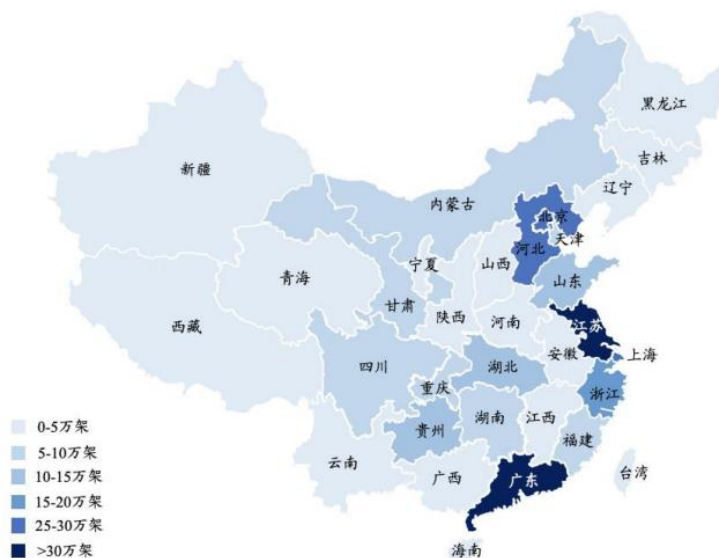 黑龙江
吉林
辽宁
新疆
内蒙古
北京
天津
河北
宁夏
山西
山东
青海
甘肃
陕西
河南
江苏
西藏
安徽
上海
四川
湖北
重庆
浙江
湖南
江西
贵州
福建
云南
广西
广东
台湾
海南
0-5万架
5-10万架
10-15万架
15-20万架
25-30万架
>30万架